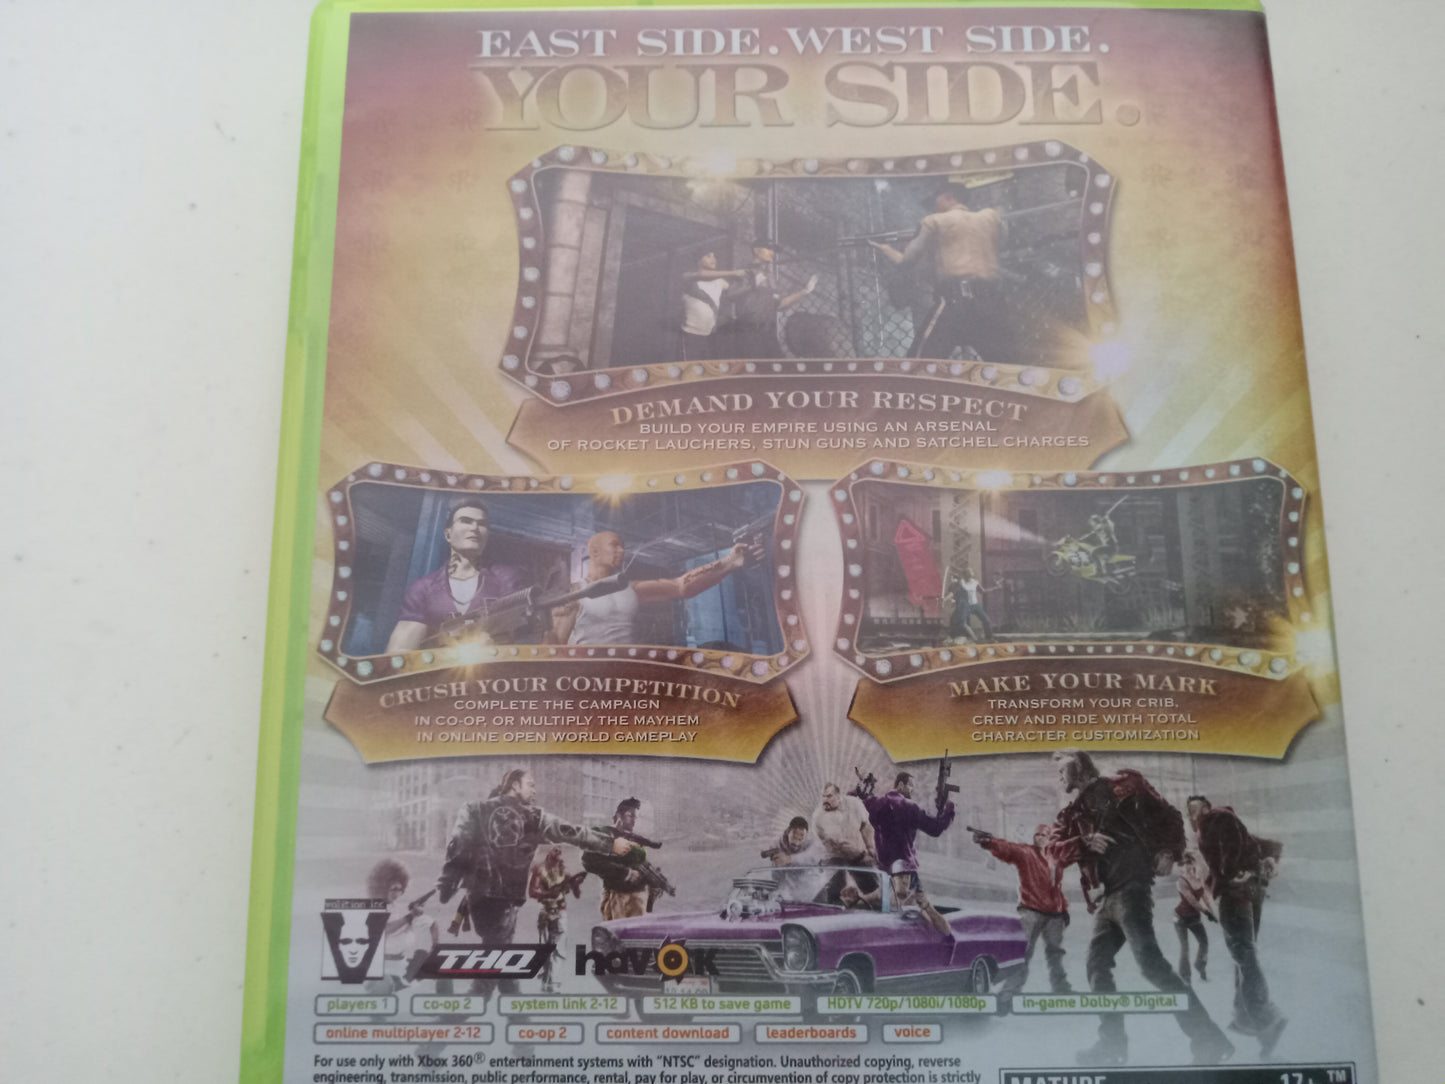 EAST SIDE. WEST SIDE.
YOUR SIDE.
DEMAND YOUR RESPECT
BUILD YOUR EMPIRE USING AN ARSENAL
OF ROCKET LAUCHERS, STUN GUNS AND SATCHEL CHARGES
CRUSH YOUR COMPETITION
COMPLETE THE CAMPAIGN
IN CO-OP, OR MULTIPLY THE MAYHEM
IN ONLINE OPEN WORLD GAMEPLAY
MAKE YOUR MARK
TRANSFORM YOUR CRIB,
CREW AND RIDE WITH TOTAL
CHARACTER CUSTOMIZATION
volition inc
V
THQ
havok
players 1 co-op 2 system link 2-12 512 KB to save game HDTV 720p/1080i/1080p in-game Dolby® Digital
online multiplayer 2-12 co-op 2 content download leaderboards voice
For use only with Xbox 360® entertainment systems with "NTSC" designation. Unauthorized copying, reverse
engineering, transmission, public performance, rental, pay for play, or circumvention of copy protection is strictly
MATURE 17+ ™